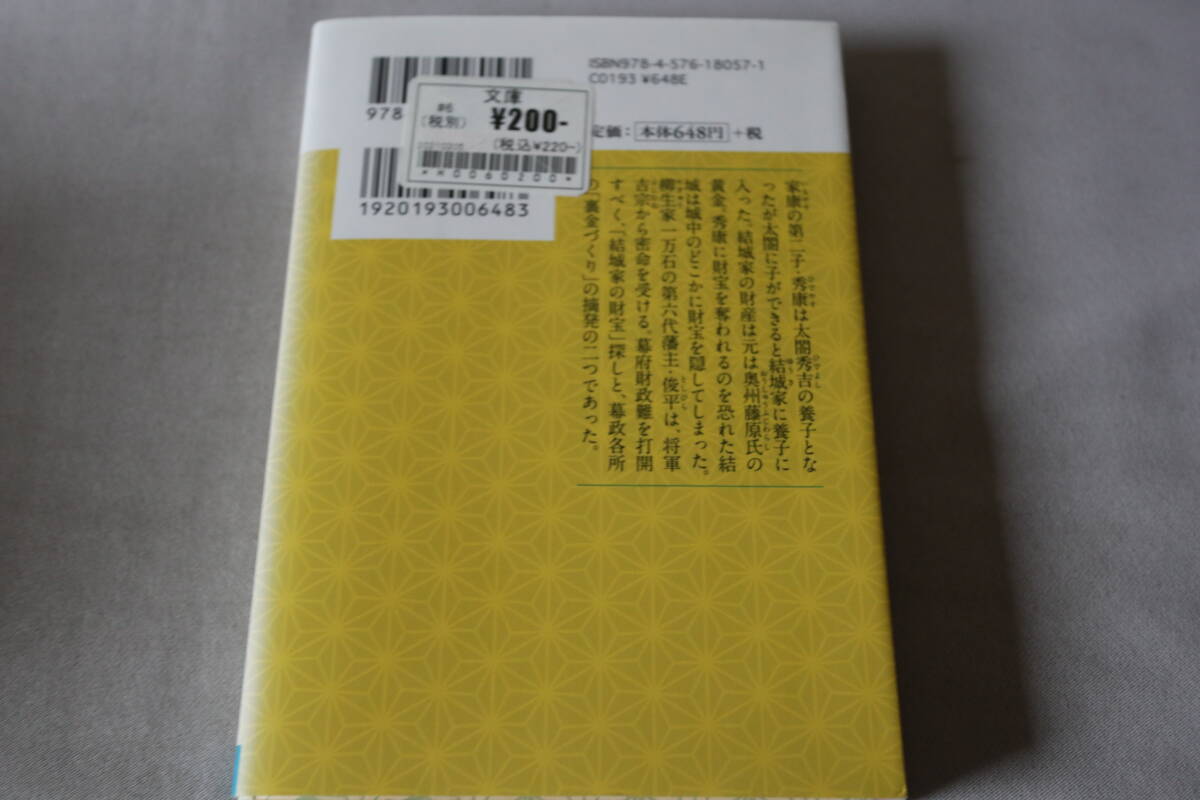 ISBN978-4-576-18057-1
C0193 ¥648E
定価：本体648円+税
978
文庫
#6
(税別) ¥200-
(税込¥220-)
**0060200*
1920193006483
家康の第二子・秀康は太閤秀吉の養子とな
ったが太閤に子ができると結城家に養子に
入った。結城家の財産は元は奥州藤原氏の
黄金。秀康に財宝を奪われるのを恐れた結
城は城中のどこかに財宝を隠してしまった。
柳生家一万石の第六代藩主・俊平は、将軍
吉宗から密命を受ける。幕府財政難を打開
すべく、「結城家の財宝」探しと、幕政各所
の「裏金づくり」の摘発の二つであった。